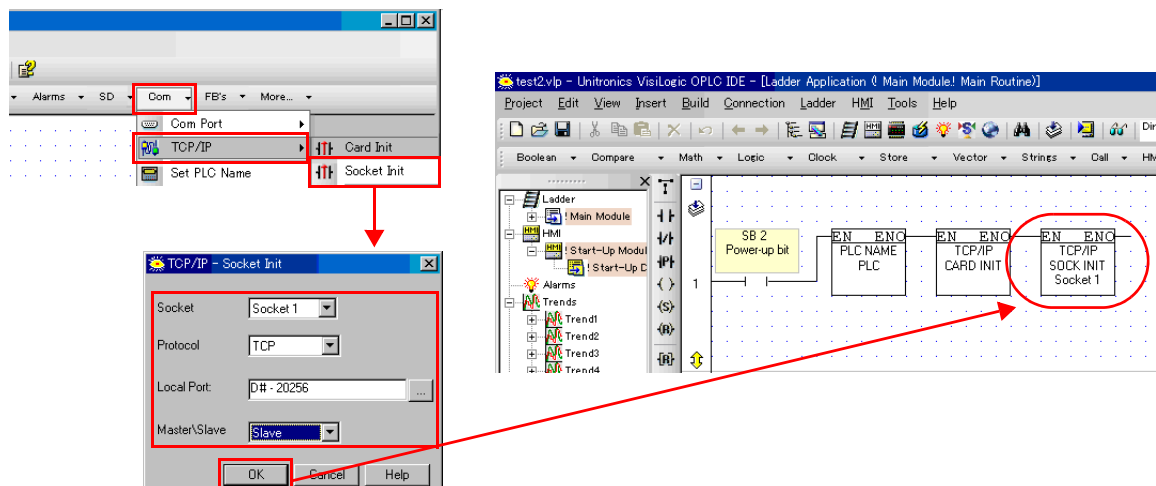 Alarms SD Com FB's More...
Com Port
TCP/IP
Card Init
Set PLC Name
Socket Init
TCP/IP - Socket Init
Socket
Socket 1
Protocol
TCP
Local Port:
D# - 20256
...
Master\Slave
Slave
OK Cancel Help
test2.vlp - Unitronics VisiLogic OPLC IDE - [Ladder Application (! Main Module! Main Routine)]
Project Edit View Insert Build Connection Ladder HMI Tools Help
Boolean Compare Math Logic Clock Store Vector Strings Call
Ladder
! Main Module
HMI
! Start-Up Modul
! Start-Up D
Alarms
Trends
Trend1
Trend2
Trend3
Trend4
1
SB 2
Power-up bit
EN ENO
PLC NAME
PLC
EN ENO
TCP/IP
CARD INIT
EN ENO
TCP/IP
SOCK INIT
Socket 1